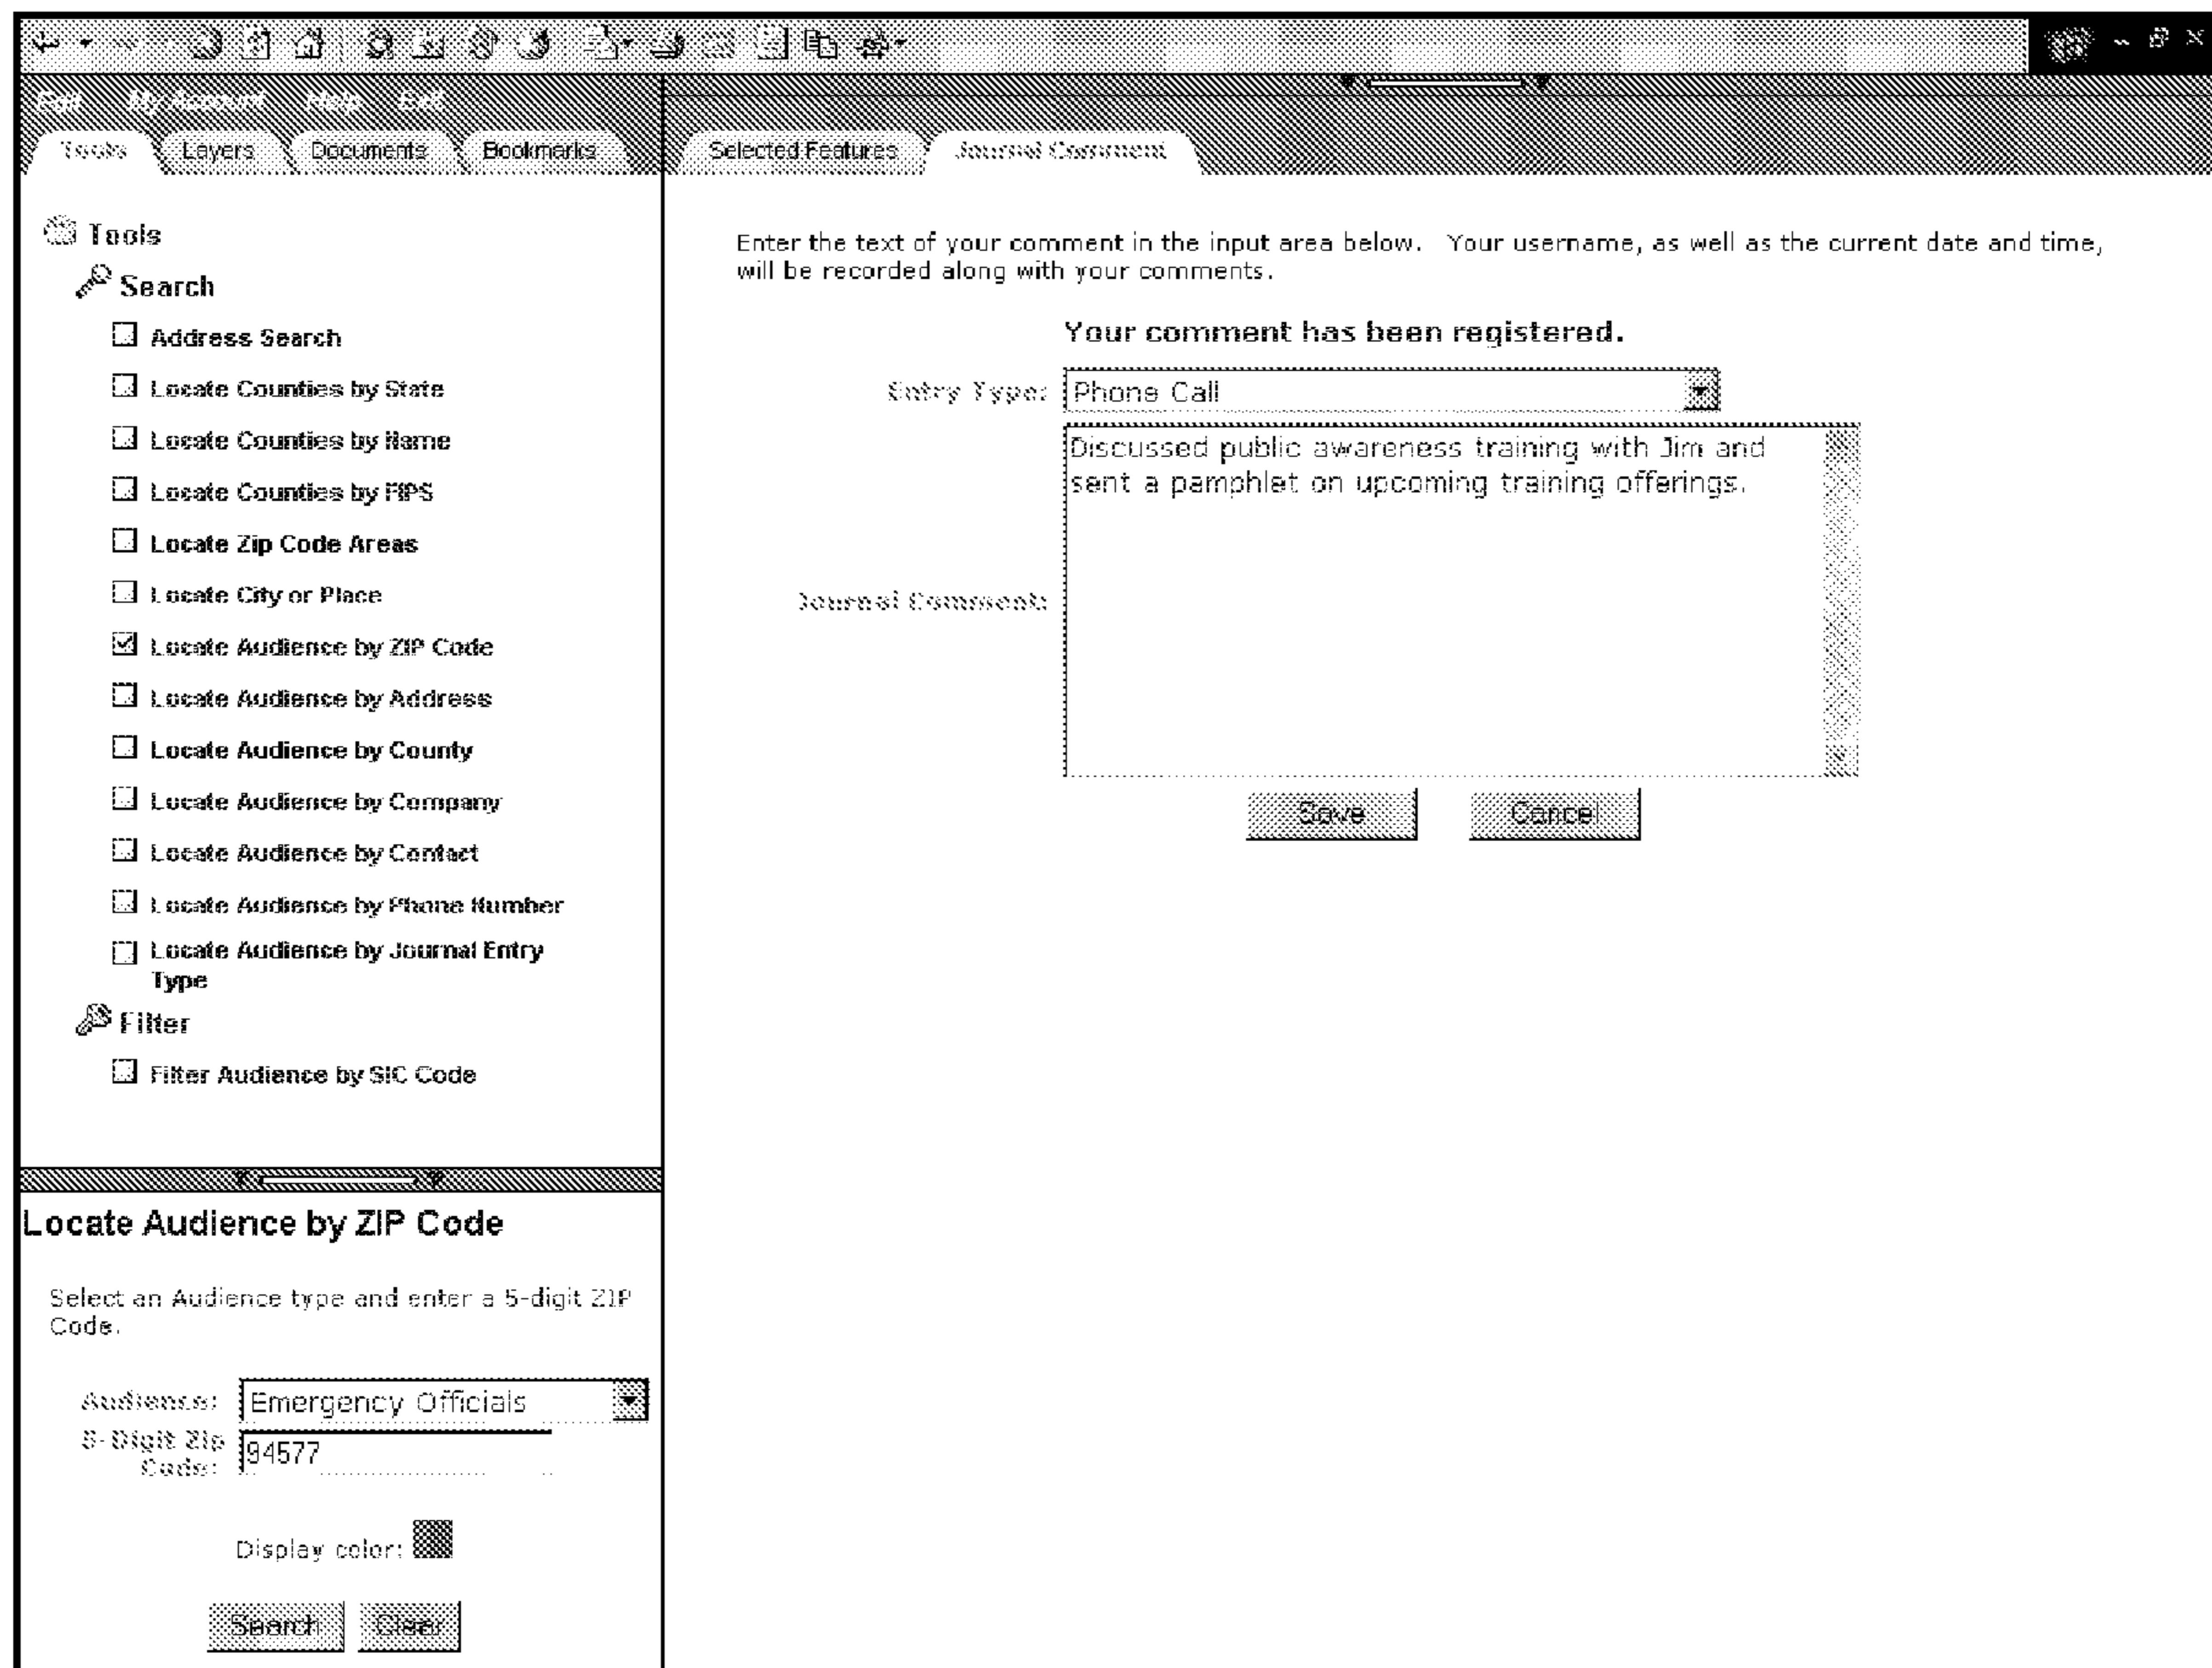 Edit My Account Help Exit
Tools Layers Documents Bookmarks
Selected Features Journal Comment
Tools
Search
Address Search
Locate Counties by State
Locate Counties by Name
Locate Counties by FIPS
Locate Zip Code Areas
Locate City or Place
Locate Audience by ZIP Code
Locate Audience by Address
Locate Audience by County
Locate Audience by Company
Locate Audience by Contact
Locate Audience by Phone Number
Locate Audience by Journal Entry
Type
Filter
Filter Audience by SIC Code
Locate Audience by ZIP Code
Select an Audience type and enter a 5-digit ZIP
Code.
Audience: Emergency Officials
5-Digit Zip
Code: 94577
Display color:
Search Clear
Enter the text of your comment in the input area below. Your username, as well as the current date and time,
will be recorded along with your comments.
Your comment has been registered.
Entry Type: Phone Call
Journal Comment:
Discussed public awareness training with Jim and
sent a pamphlet on upcoming training offerings.
Save Cancel